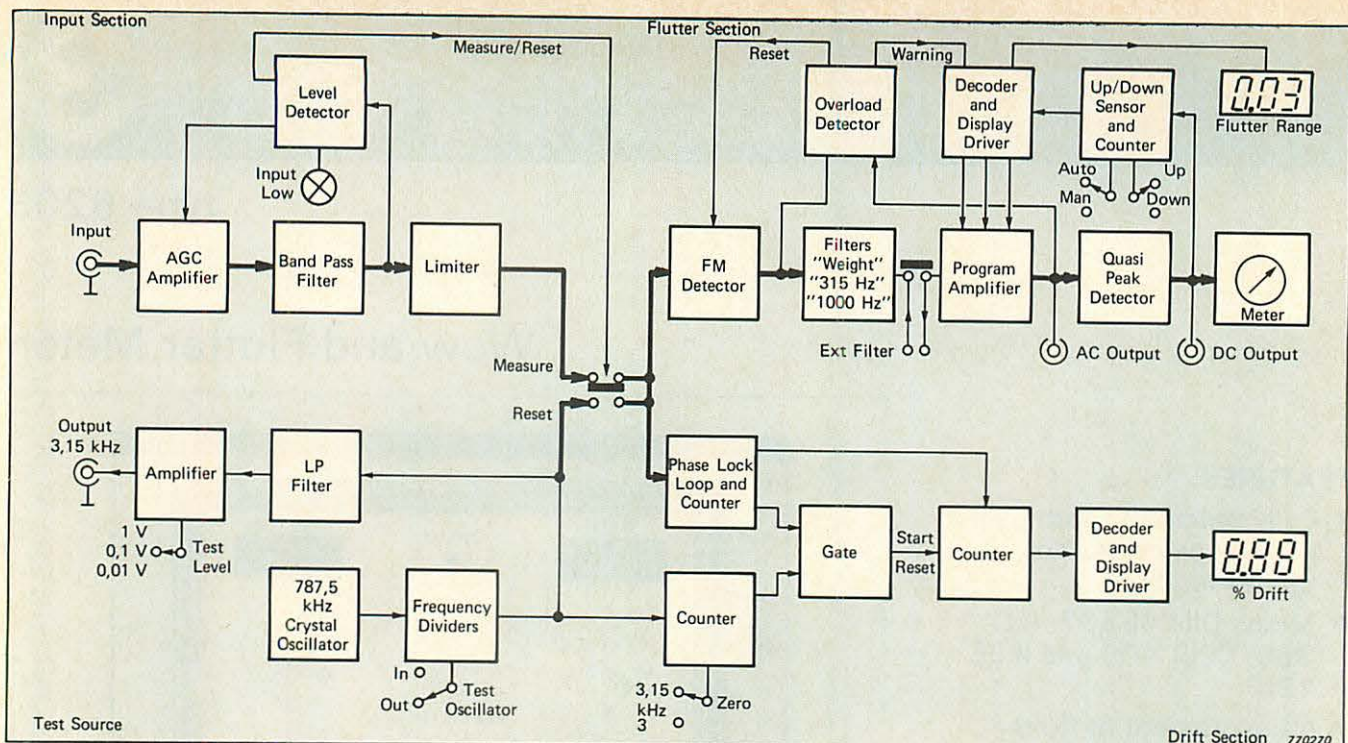 Input Section
Flutter Section
Measure/Reset
Reset
Warning
Level
Detector
Overload
Detector
Decoder
and
Display
Driver
Up/Down
Sensor
and
Counter
0.03
Flutter Range
Input
Low
Auto
Man
Up
Down
Input
AGC
Amplifier
Band Pass
Filter
Limiter
FM
Detector
Filters
"Weight"
"315 Hz"
"1000 Hz"
Program
Amplifier
Quasi
Peak
Detector
Meter
Ext Filter
AC Output
DC Output
Measure
Reset
Output
3,15 kHz
Amplifier
LP
Filter
1 V
0,1 V
0,01 V
Test
Level
787,5
kHz
Crystal
Oscillator
Frequency
Dividers
In
Out
Test
Oscillator
Phase Lock
Loop and
Counter
Counter
3,15
kHz
3
Zero
Gate
Start
Reset
Counter
Decoder
and
Display
Driver
8.88
% Drift
Test Source
Drift Section
770270